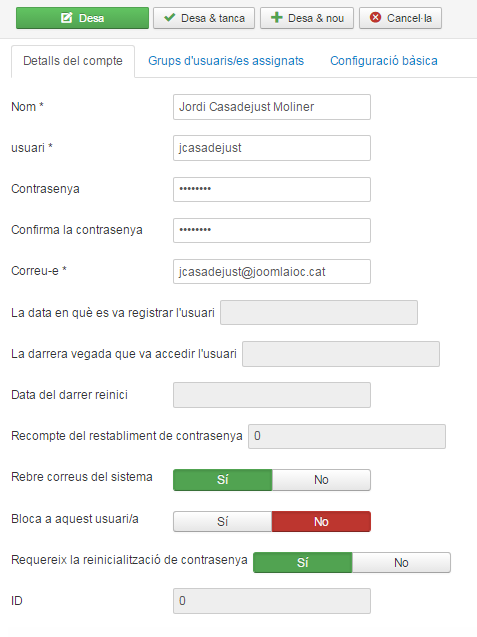 Desa Desa & tanca Desa & nou Cancel·la
Detalls del compte Grups d'usuaris/es assignats Configuració bàsica
Nom * Jordi Casadejust Moliner
usuari * jcasadejust
Contrasenya ••••••••
Confirma la contrasenya ••••••••
Correu-e * jcasadejust@joomlaioc.cat
La data en què es va registrar l'usuari
La darrera vegada que va accedir l'usuari
Data del darrer reinici
Recompte del restabliment de contrasenya 0
Rebre correus del sistema Sí No
Bloca a aquest usuari/a Sí No
Requereix la reinicialització de contrasenya Sí No
ID 0